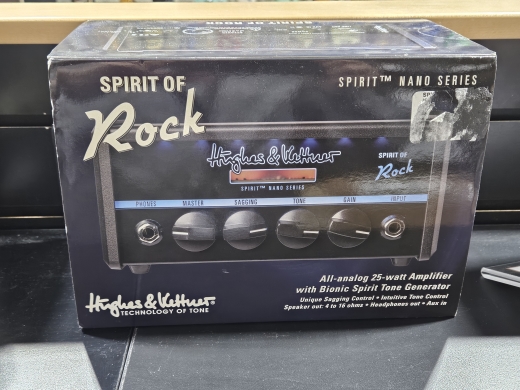 SPIRIT OF
Rock
SPIRIT™ NANO SERIES
Hughes & Kettner
SPIRIT™ NANO SERIES
SPIRIT OF
Rock
PHONES MASTER SAGGING TONE GAIN INPUT
All-analog 25-watt Amplifier
with Bionic Spirit Tone Generator
Unique Sagging Control • Intuitive Tone Control
Speaker out: 4 to 16 ohms • Headphones out • Aux in
Hughes & Kettner
TECHNOLOGY OF TONE